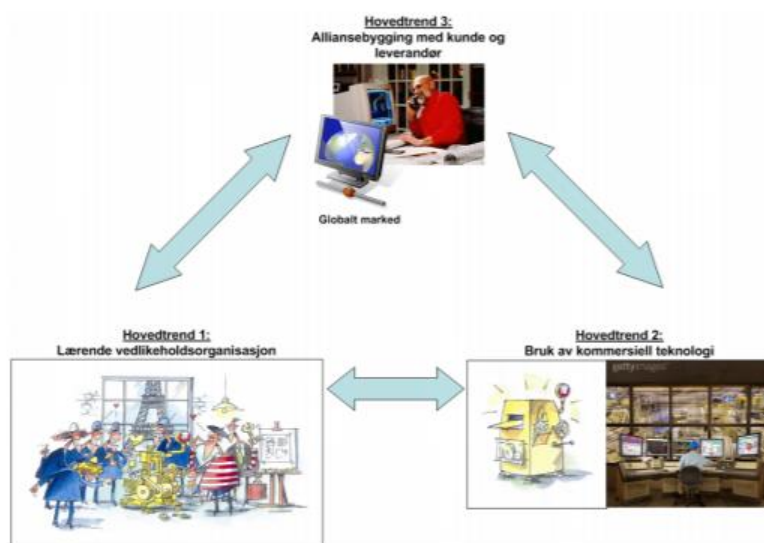 Hovedtrend 3:
Alliansebygging med kunde og
leverandør
Globalt marked
Hovedtrend 1:
Lærende vedlikeholdsorganisasjon
Hovedtrend 2:
Bruk av kommersiell teknologi
gettyimages